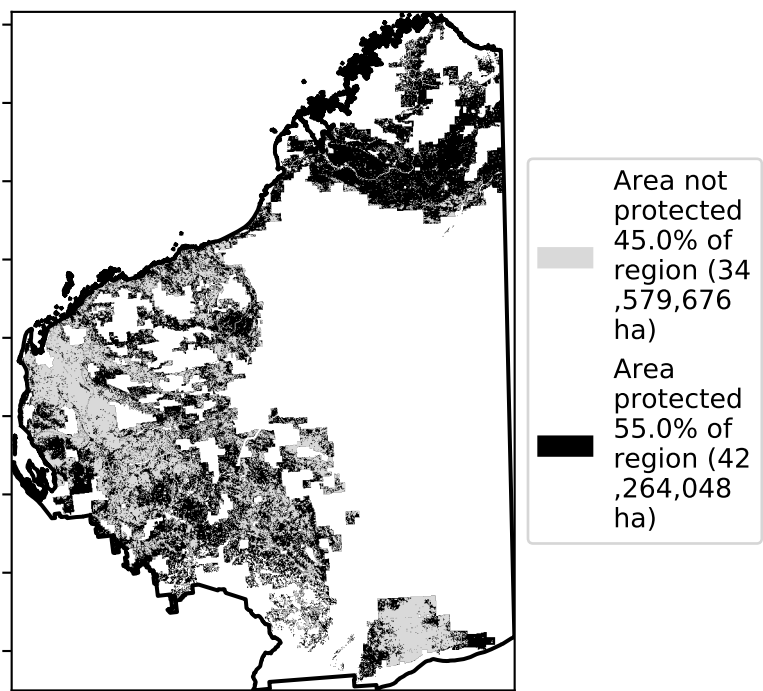 Area not
protected
45.0% of
region (34
,579,676
ha)
Area
protected
55.0% of
region (42
,264,048
ha)